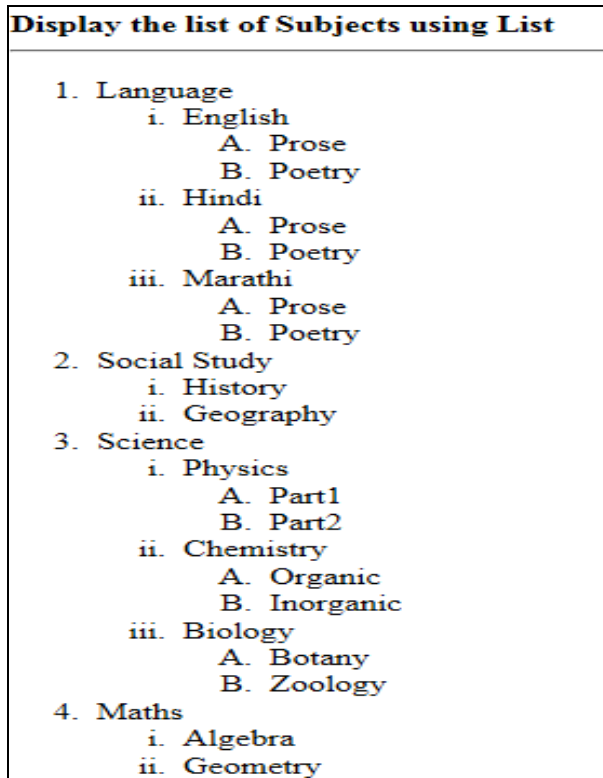 Display the list of Subjects using List
1. Language
i. English
A. Prose
B. Poetry
ii. Hindi
A. Prose
B. Poetry
iii. Marathi
A. Prose
B. Poetry
2. Social Study
i. History
ii. Geography
3. Science
i. Physics
A. Part1
B. Part2
ii. Chemistry
A. Organic
B. Inorganic
iii. Biology
A. Botany
B. Zoology
4. Maths
i. Algebra
ii. Geometry